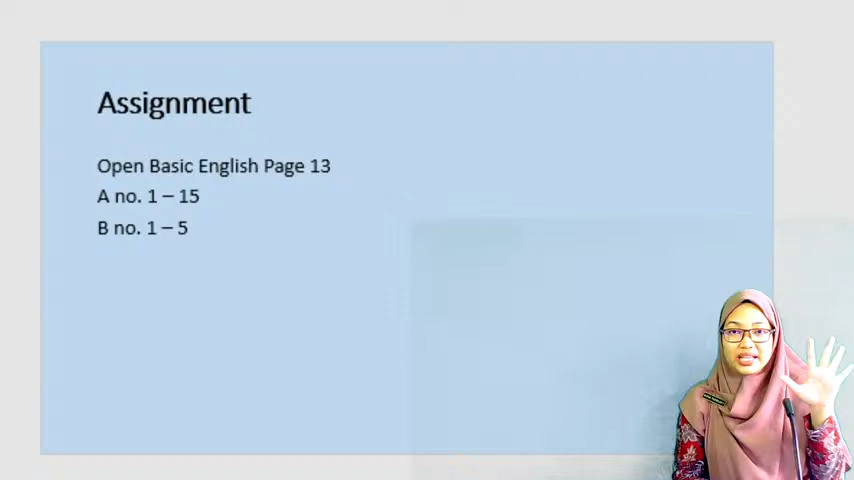 Assignment
Open Basic English Page 13
A no. 1 – 15
B no. 1 – 5